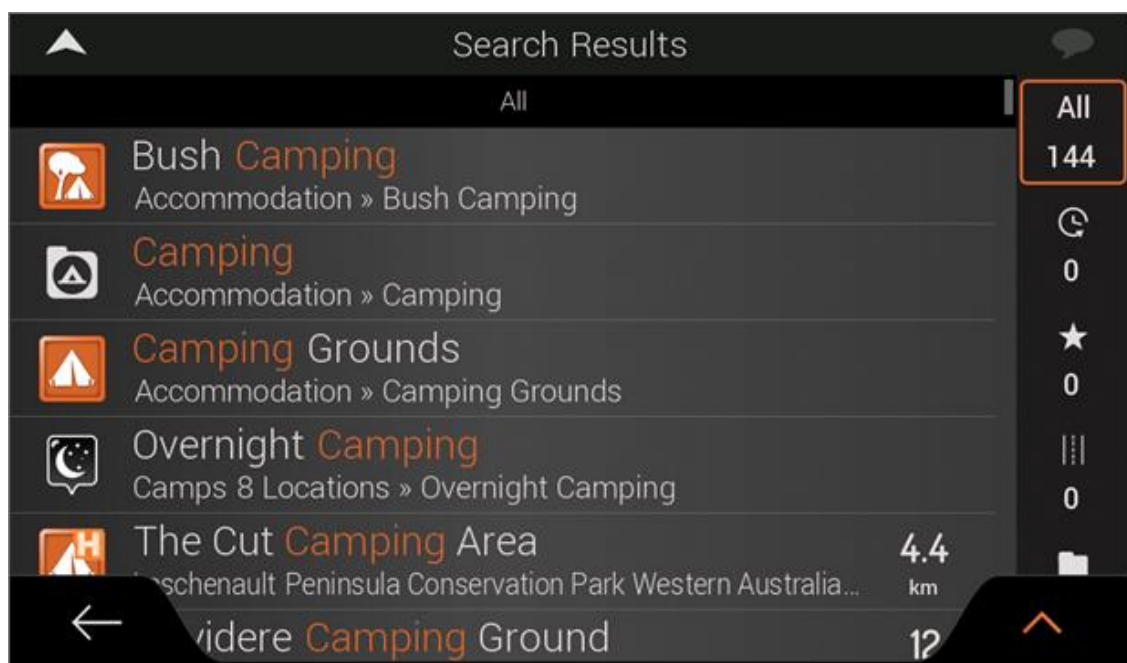 Search Results
All
All
144
Bush Camping
Accommodation » Bush Camping
Camping
Accommodation » Camping
0
Camping Grounds
Accommodation » Camping Grounds
0
Overnight Camping
Camps 8 Locations » Overnight Camping
0
The Cut Camping Area
4.4
km
Peninsula Conservation Park Western Australia...
Camping Ground
12
H